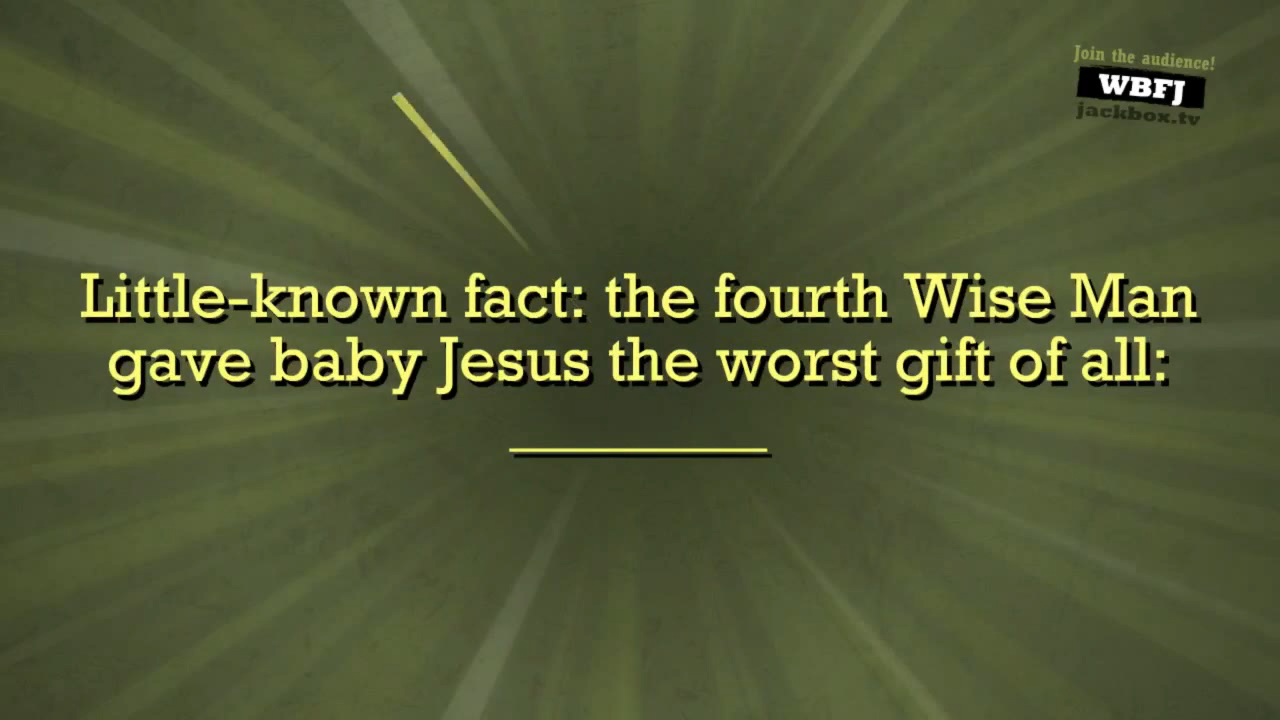 Join the audience!
WBFJ
jackbox.tv
Little-known fact: the fourth Wise Man
gave baby Jesus the worst gift of all: